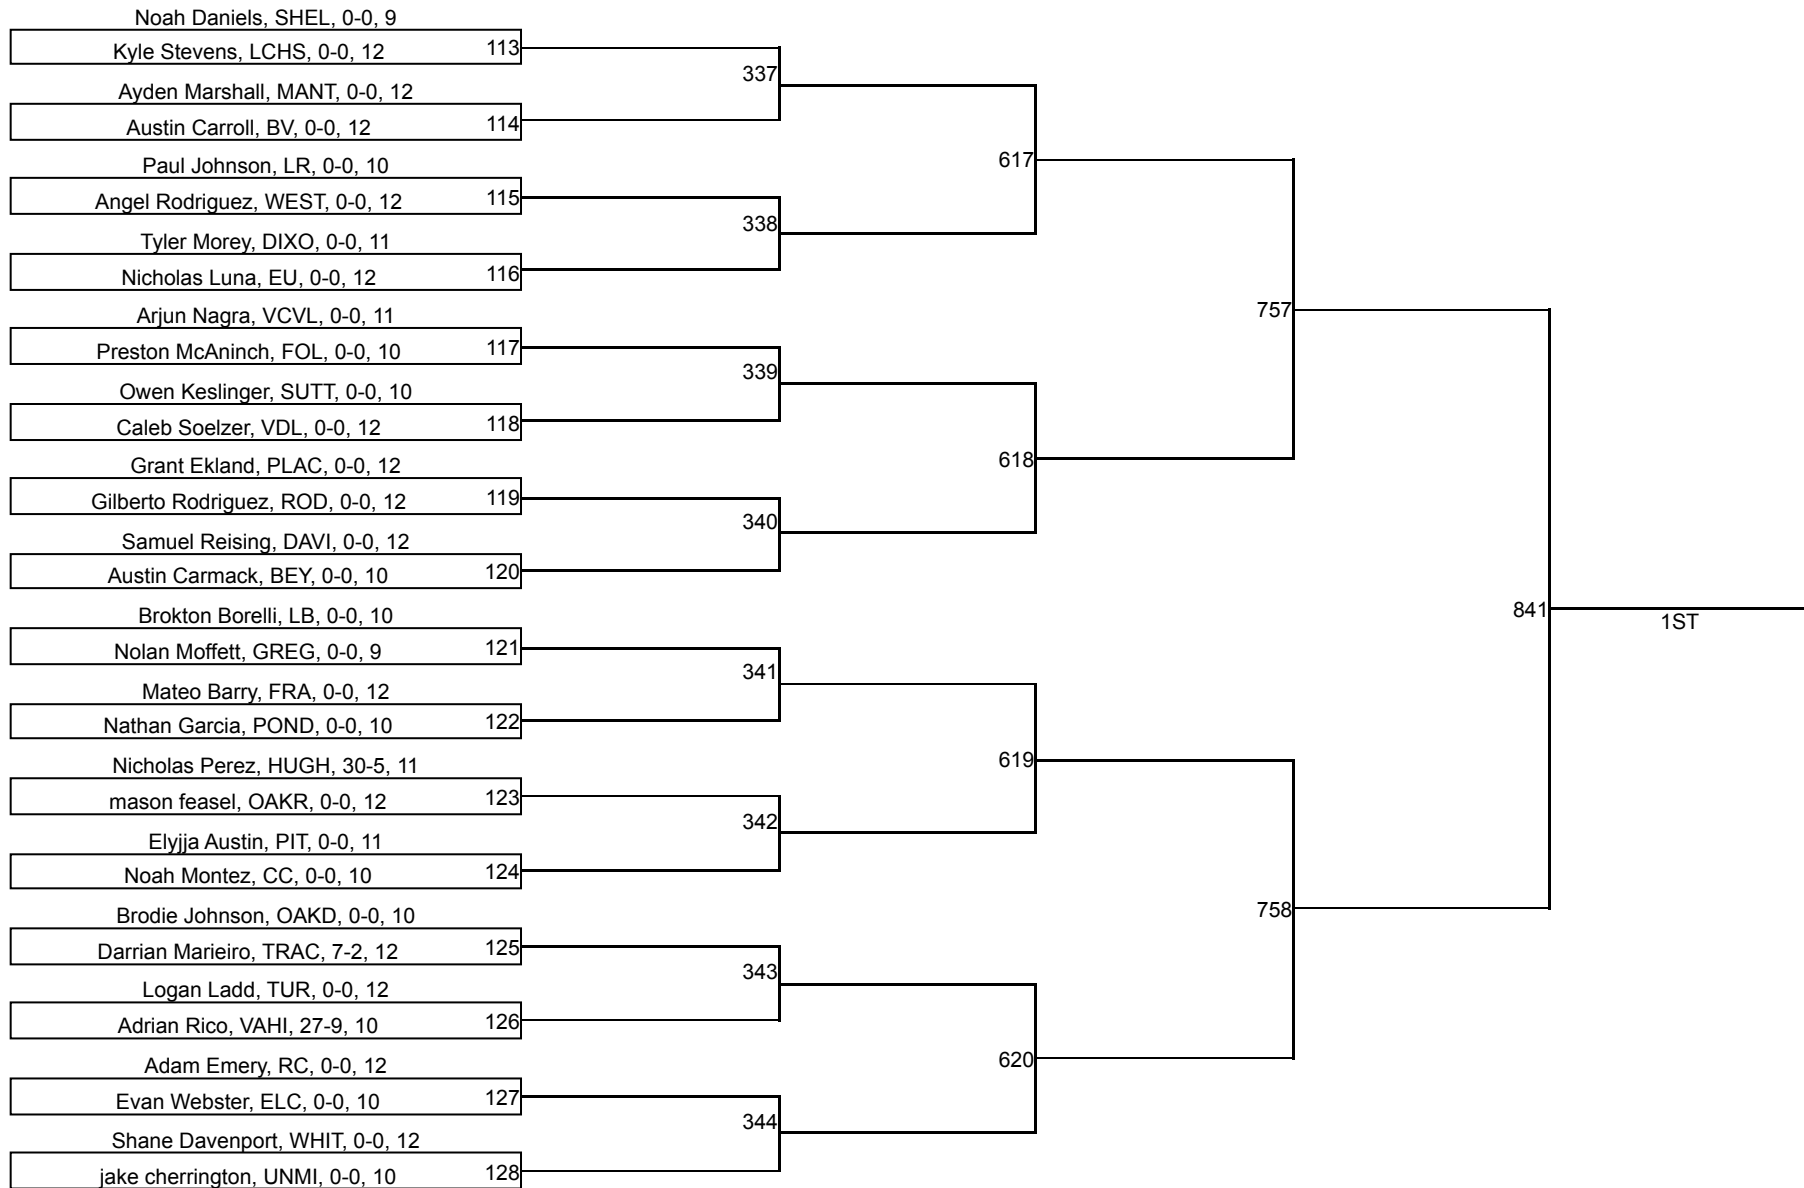 Noah Daniels, SHEL, 0-0, 9
Kyle Stevens, LCHS, 0-0, 12
113
337
Ayden Marshall, MANT, 0-0, 12
Austin Carroll, BV, 0-0, 12
114
617
Paul Johnson, LR, 0-0, 10
Angel Rodriguez, WEST, 0-0, 12
115
338
Tyler Morey, DIXO, 0-0, 11
Nicholas Luna, EU, 0-0, 12
116
757
Arjun Nagra, VCVL, 0-0, 11
Preston McAninch, FOL, 0-0, 10
117
339
Owen Keslinger, SUTT, 0-0, 10
Caleb Soelzer, VDL, 0-0, 12
118
618
Grant Ekland, PLAC, 0-0, 12
Gilberto Rodriguez, ROD, 0-0, 12
119
340
Samuel Reising, DAVI, 0-0, 12
Austin Carmack, BEY, 0-0, 10
120
841
1ST
Brokton Borelli, LB, 0-0, 10
Nolan Moffett, GREG, 0-0, 9
121
341
Mateo Barry, FRA, 0-0, 12
Nathan Garcia, POND, 0-0, 10
122
619
Nicholas Perez, HUGH, 30-5, 11
mason feasel, OAKR, 0-0, 12
123
342
Elyjja Austin, PIT, 0-0, 11
Noah Montez, CC, 0-0, 10
124
758
Brodie Johnson, OAKD, 0-0, 10
Darrian Marieiro, TRAC, 7-2, 12
125
343
Logan Ladd, TUR, 0-0, 12
Adrian Rico, VAHI, 27-9, 10
126
620
Adam Emery, RC, 0-0, 12
Evan Webster, ELC, 0-0, 10
127
344
Shane Davenport, WHIT, 0-0, 12
jake cherrington, UNMI, 0-0, 10
128